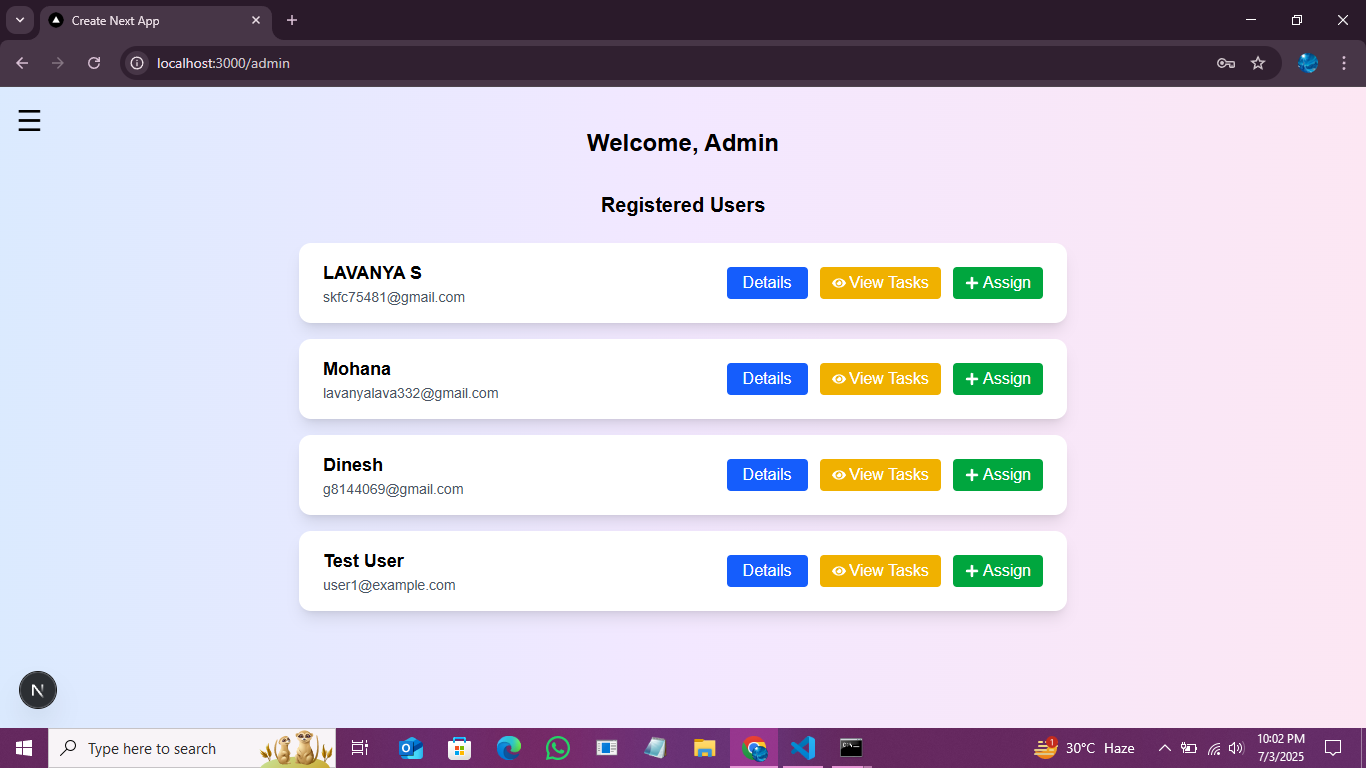 Create Next App
localhost:3000/admin
Welcome, Admin
Registered Users
LAVANYA S
skfc75481@gmail.com
Details View Tasks Assign
Mohana
lavanyalava332@gmail.com
Details View Tasks Assign
Dinesh
g8144069@gmail.com
Details View Tasks Assign
Test User
user1@example.com
Details View Tasks Assign
N
Type here to search
1
30°C Haze
10:02 PM
7/3/2025